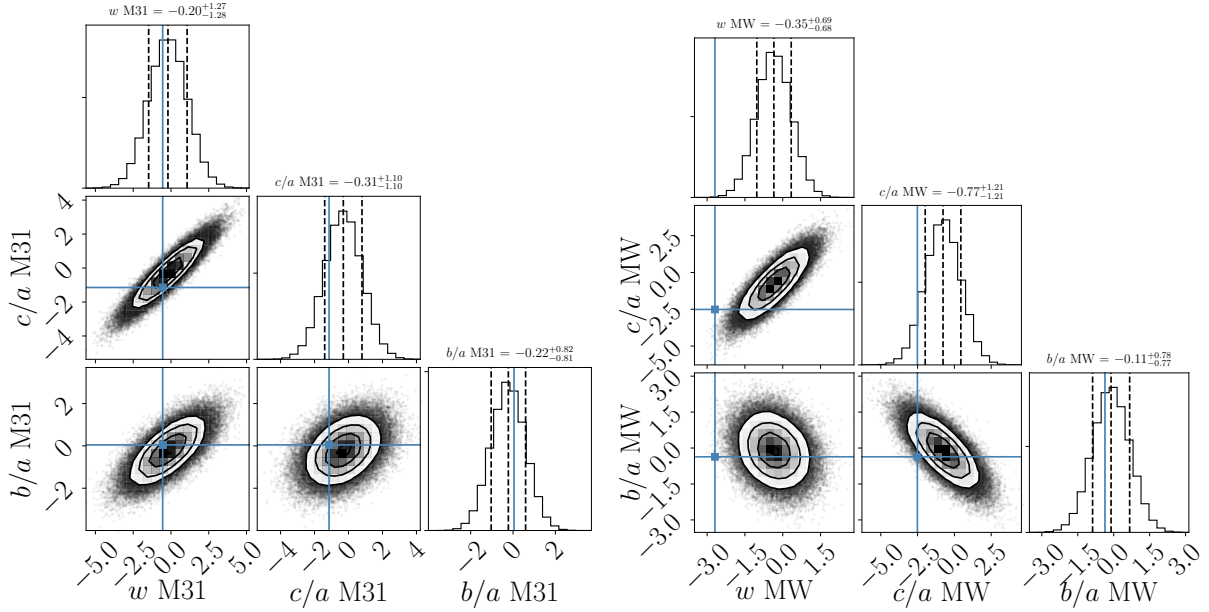 w M31 = −0.20 +1.27 −1.28
w MW = −0.35 +0.69 −0.68
c/a M31 = −0.31 +1.10 −1.10
c/a MW = −0.77 +1.21 −1.21
b/a M31 = −0.22 +0.82 −0.81
b/a MW = −0.11 +0.78 −0.77
c/a M31
4
2
0
−2
−4
b/a M31
2
0
−2
−5.0
−2.5
0.0
2.5
5.0
w M31
−4
−2
0
2
4
c/a M31
−2
0
2
b/a M31
c/a MW
2.5
0.0
−2.5
−5.0
b/a MW
3.0
1.5
0.0
−1.5
−3.0
−3.0
−1.5
0.0
1.5
w MW
−5.0
−2.5
0.0
2.5
c/a MW
−3.0
−1.5
0.0
1.5
3.0
b/a MW